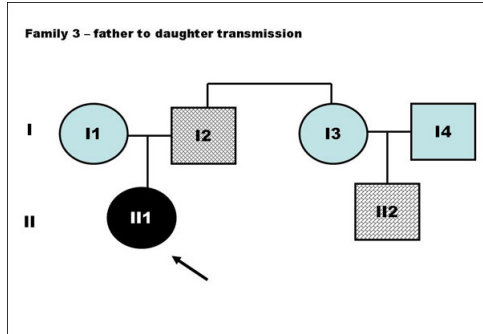 Family 3 – father to daughter transmission
I
I1
I2
I3
I4
II
II1
II2